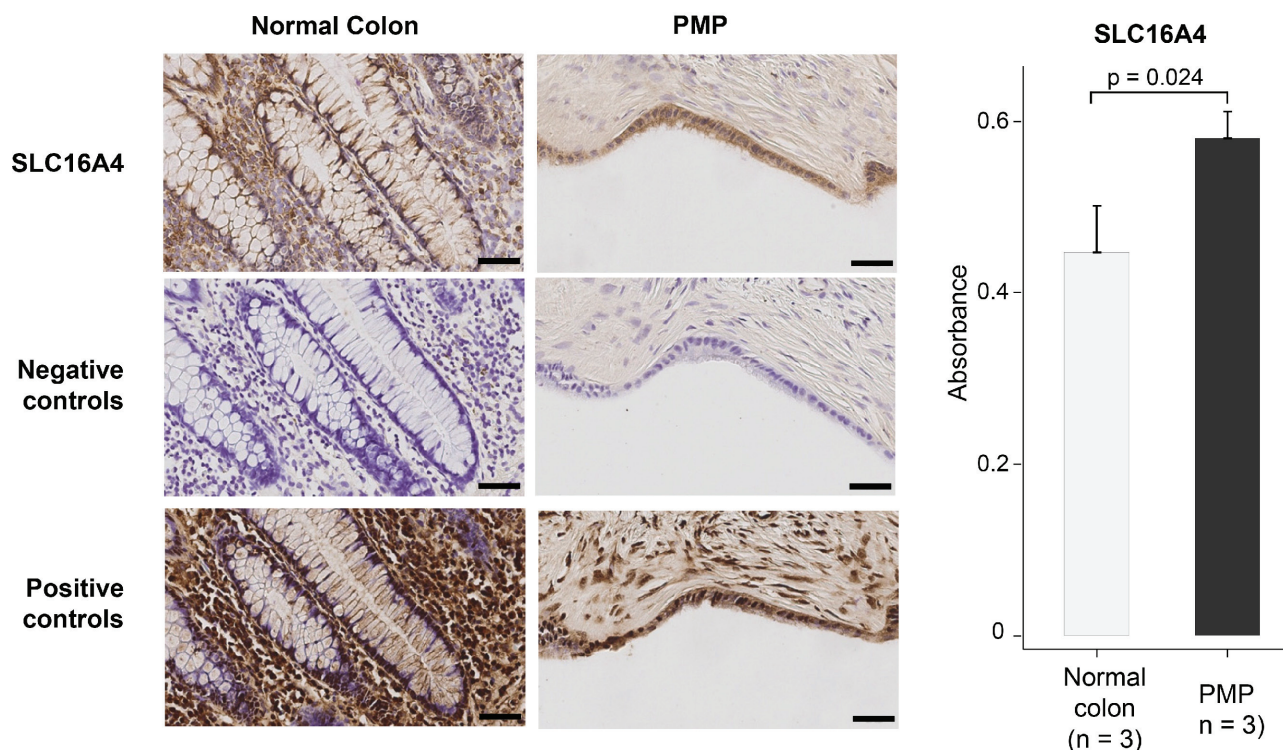 Normal Colon
PMP
SLC16A4
Negative
controls
Positive
controls
SLC16A4
p = 0.024
0.6
0.4
0.2
0
Absorbance
Normal
colon
(n = 3)
PMP
n = 3)